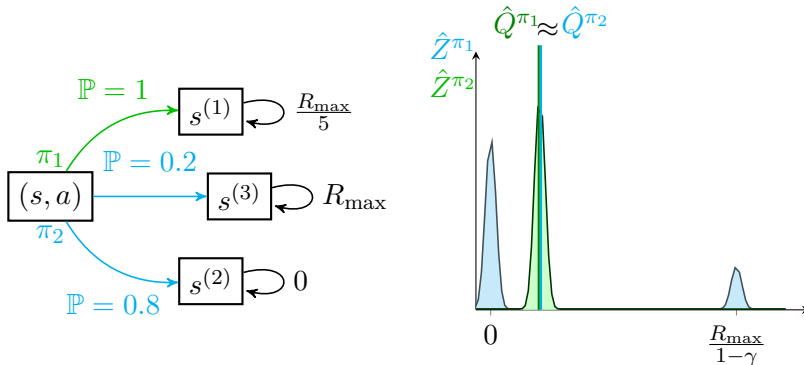 ℙ = 1
s⁽¹⁾
R_max/5
π₁
ℙ = 0.2
(s, a)
s⁽³⁾
R_max
π₂
s⁽²⁾
0
ℙ = 0.8
Q̂^π₁ ≈ Q̂^π₂
Ẑ^π₁
Ẑ^π₂
0
R_max/(1−γ)